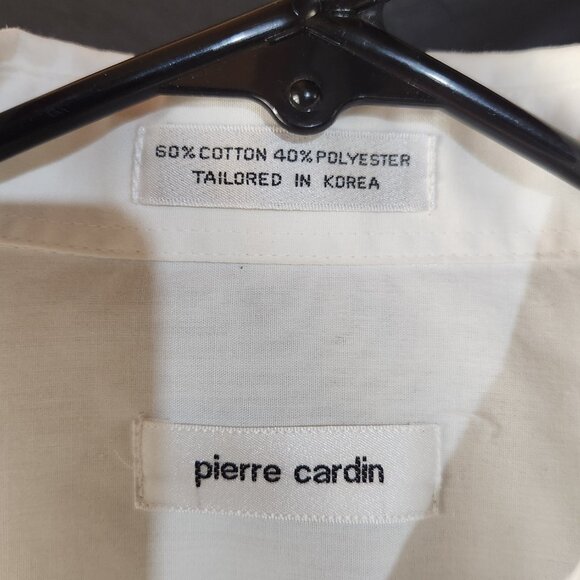 60% COTTON 40% POLYESTER
TAILORED IN KOREA
pierre cardin